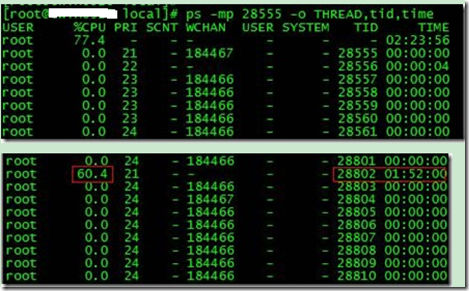 [root@ local]# ps -mp 28555 -o THREAD,tid,time
USER %CPU PRI SCNT WCHAN USER SYSTEM TID TIME
root 77.4 - - - - - - 02:23:56
root 0.0 21 - 184467 - - 28555 00:00:00
root 0.0 22 - - - - 28556 00:00:04
root 0.0 23 - 184466 - - 28557 00:00:00
root 0.0 23 - 184466 - - 28558 00:00:00
root 0.0 23 - 184466 - - 28559 00:00:00
root 0.0 23 - 184466 - - 28560 00:00:00
root 0.0 24 - 184466 - - 28561 00:00:00
root 0.0 24 - 184466 - - 28801 00:00:00
root 60.4 21 - - - - 28802 01:52:00
root 0.0 24 - 184466 - - 28803 00:00:00
root 0.0 24 - 184467 - - 28804 00:00:00
root 0.0 24 - 184466 - - 28805 00:00:00
root 0.0 24 - 184466 - - 28806 00:00:00
root 0.0 24 - 184466 - - 28807 00:00:00
root 0.0 24 - 184466 - - 28808 00:00:00
root 0.0 24 - 184466 - - 28809 00:00:00
root 0.0 24 - 184466 - - 28810 00:00:00